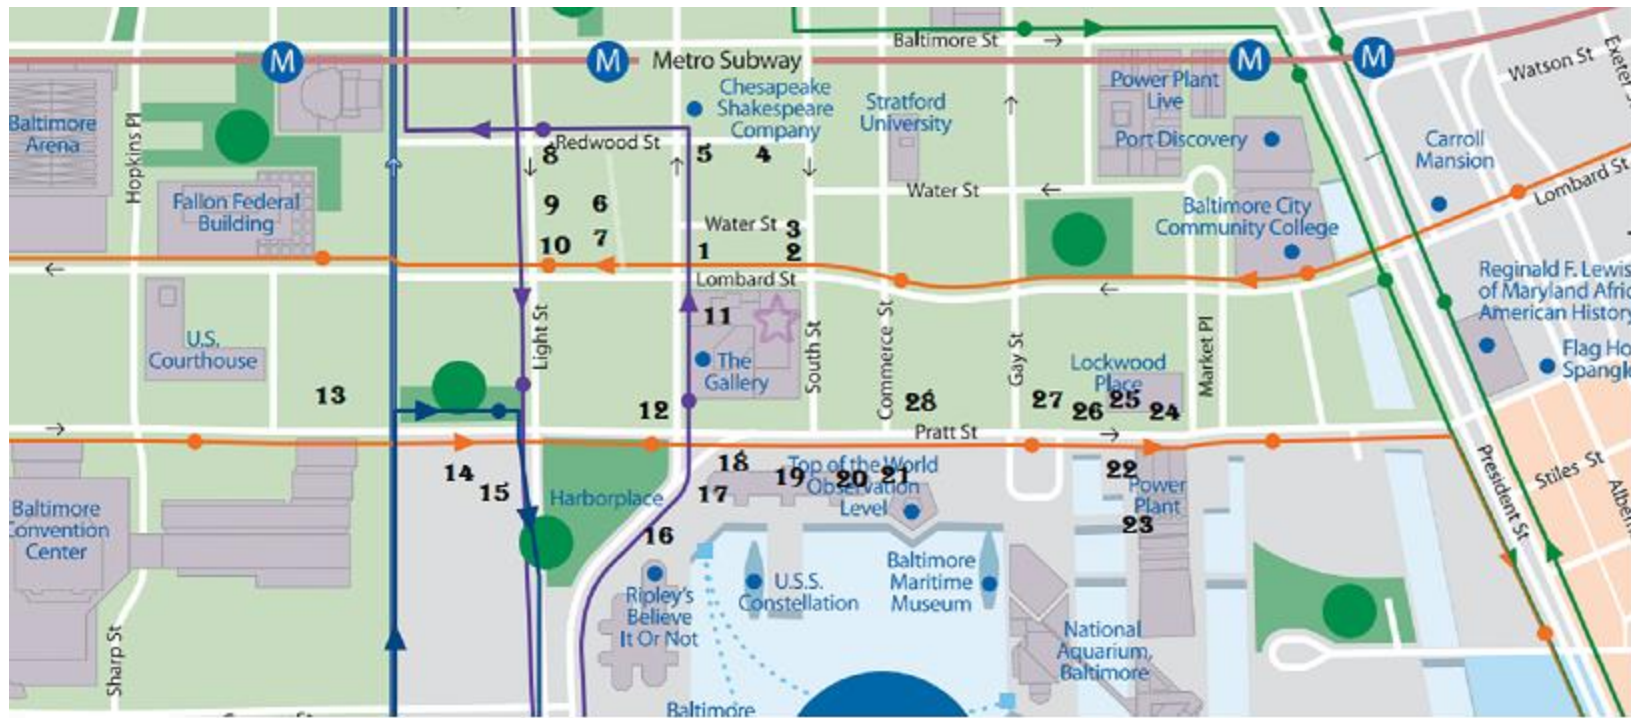 Baltimore St
M
M
Metro Subway
M
M
Watson St
Exeter S
Chesapeake
Shakespeare
Company
Stratford
University
Power Plant
Live
Port Discovery
Carroll
Mansion
Baltimore
Arena
Hopkins Pl
Redwood St
8
5
4
Water St
Lombard St
Fallon Federal
Building
9
6
10
7
Water St
3
1
2
Lombard St
Baltimore City
Community College
Reginald F. Lewis
of Maryland Afric
American History
Flag Ho
Spangle
U.S.
Courthouse
Light St
11
The
Gallery
South St
Commerce St
Gay St
Lockwood
Place
Market Pl
13
12
28
27
26
25
24
Pratt St
14
15
Harborplace
18
17
19
20
21
Top of the World
Observation
Level
22
Power
Plant
23
President St
Stiles St
Albem
Baltimore
Convention
Center
16
Ripley's
Believe
It Or Not
U.S.S.
Constellation
Baltimore
Maritime
Museum
National
Aquarium,
Baltimore
Sharp St
Baltimore